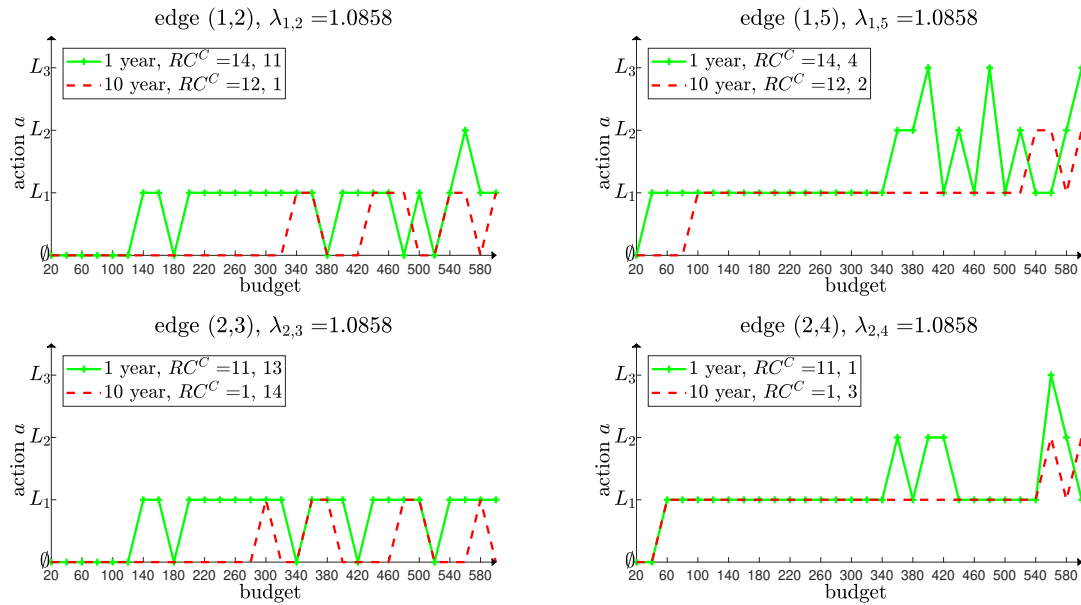 edge (1,2), λ1,2 =1.0858
1 year, RC^C =14, 11
10 year, RC^C =12, 1
action a
L3
L2
L1
∅
20 60 100 140 180 220 260 300 340 380 420 460 500 540 580
budget
edge (1,5), λ1,5 =1.0858
1 year, RC^C =14, 4
10 year, RC^C =12, 2
action a
L3
L2
L1
∅
20 60 100 140 180 220 260 300 340 380 420 460 500 540 580
budget
edge (2,3), λ2,3 =1.0858
1 year, RC^C =11, 13
10 year, RC^C =1, 14
action a
L3
L2
L1
∅
20 60 100 140 180 220 260 300 340 380 420 460 500 540 580
budget
edge (2,4), λ2,4 =1.0858
1 year, RC^C =11, 1
10 year, RC^C =1, 3
action a
L3
L2
L1
∅
20 60 100 140 180 220 260 300 340 380 420 460 500 540 580
budget